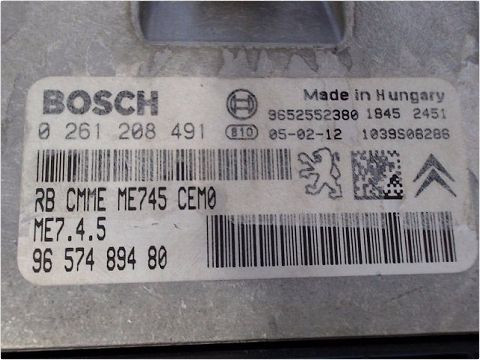 BOSCH
Made in Hungary
9652552380 1845 2451
0 261 208 491
810 05-02-12 1039S08286
RB CMME ME745 CEM0
ME7.4.5
96 574 894 80